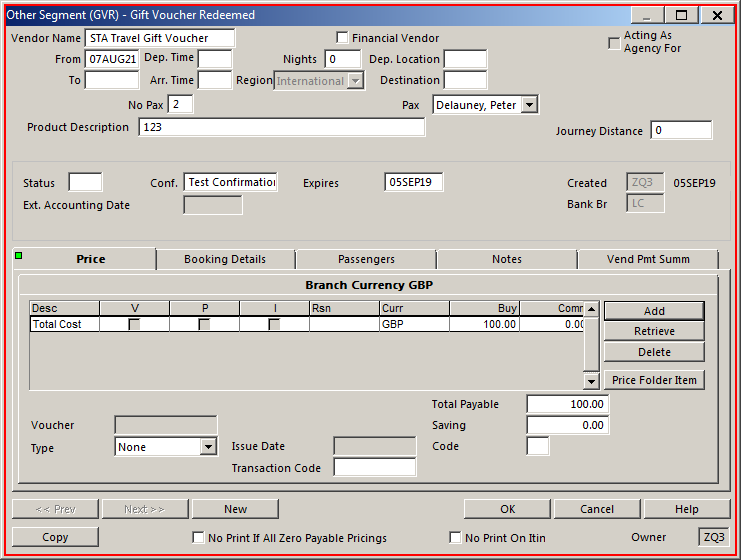 Other Segment (GVR) - Gift Voucher Redeemed
Vendor Name STA Travel Gift Voucher Financial Vendor Acting As
Agency For
From 07AUG21 Dep. Time Nights 0 Dep. Location
To Arr. Time Region International Destination
No Pax 2 Pax Delauney, Peter
Product Description 123 Journey Distance 0
Status Conf. Test Confirmation Expires 05SEP19 Created ZQ3 05SEP19
Ext. Accounting Date Bank Br LC
Price Booking Details Passengers Notes Vend Pmt Summ
Branch Currency GBP
Desc V P I Rsn Curr Buy Comm
Total Cost GBP 100.00 0.00
Add
Retrieve
Delete
Price Folder Item
Total Payable 100.00
Voucher Saving 0.00
Type None Issue Date Code
Transaction Code
<< Prev Next >> New OK Cancel Help
Copy No Print If All Zero Payable Pricings No Print On Itin Owner ZQ3